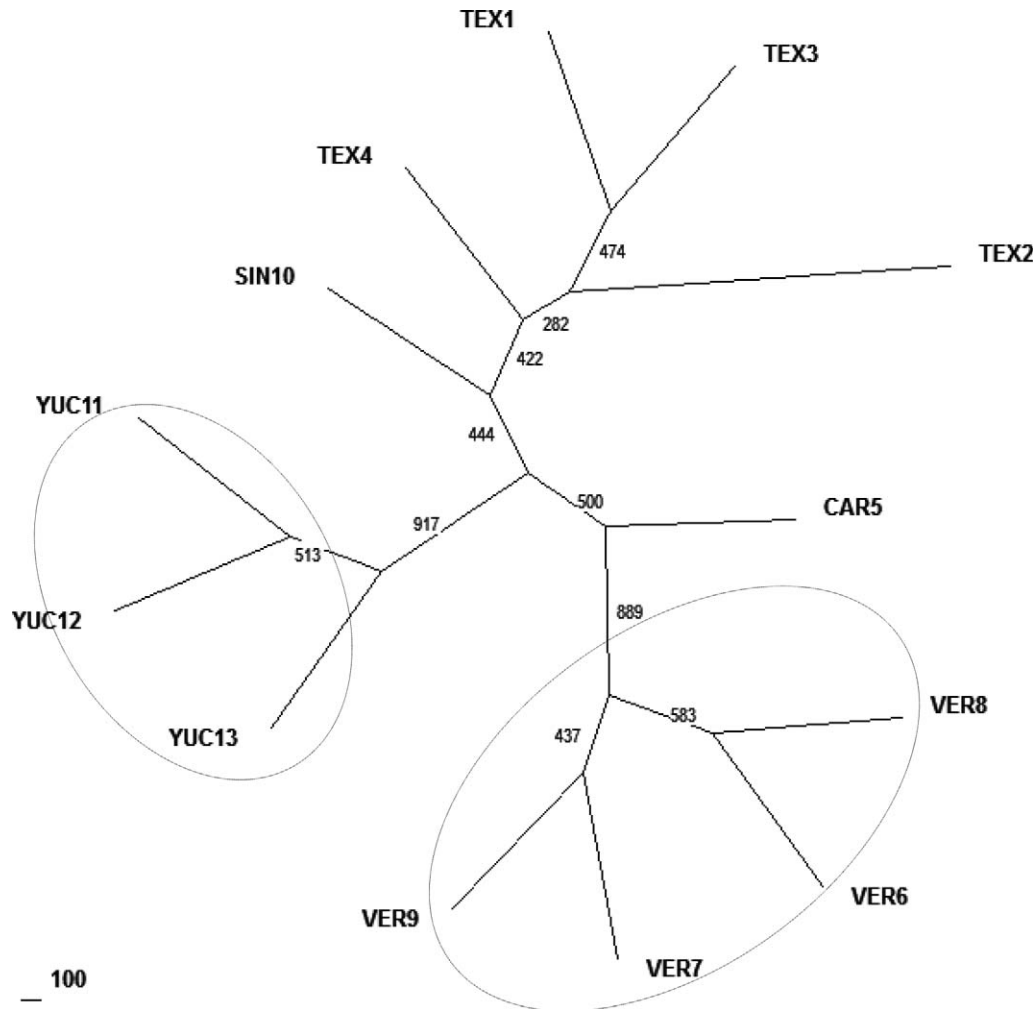 TEX1
TEX3
TEX4
TEX2
474
SIN10
282
422
YUC11
444
500
CAR5
917
513
YUC12
889
VER8
583
YUC13
437
VER6
VER9
VER7
100